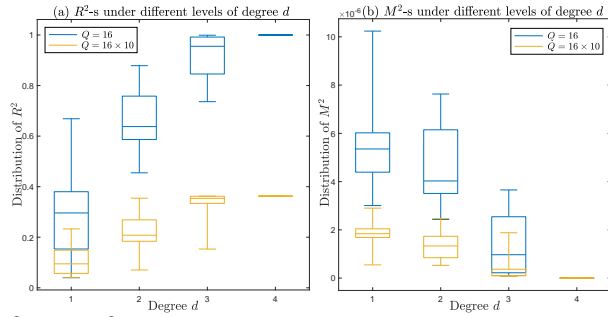 (a) R²-s under different levels of degree d
Q = 16
Q = 16 × 10
1
0.8
0.6
0.4
0.2
0
Distribution of R²
1 2 3 4
Degree d
×10⁻⁶
(b) M²-s under different levels of degree d
Q = 16
Q = 16 × 10
10
8
6
4
2
0
Distribution of M²
1 2 3 4
Degree d